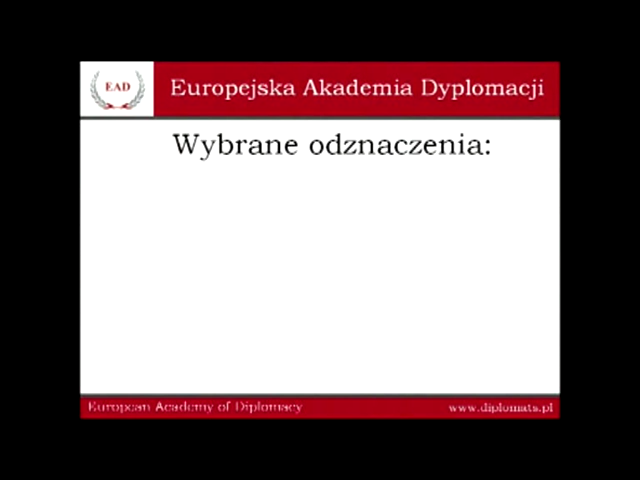 EAD
Europejska Akademia Dyplomacji
Wybrane odznaczenia:
European Academy of Diplomacy
www.diplomats.pl